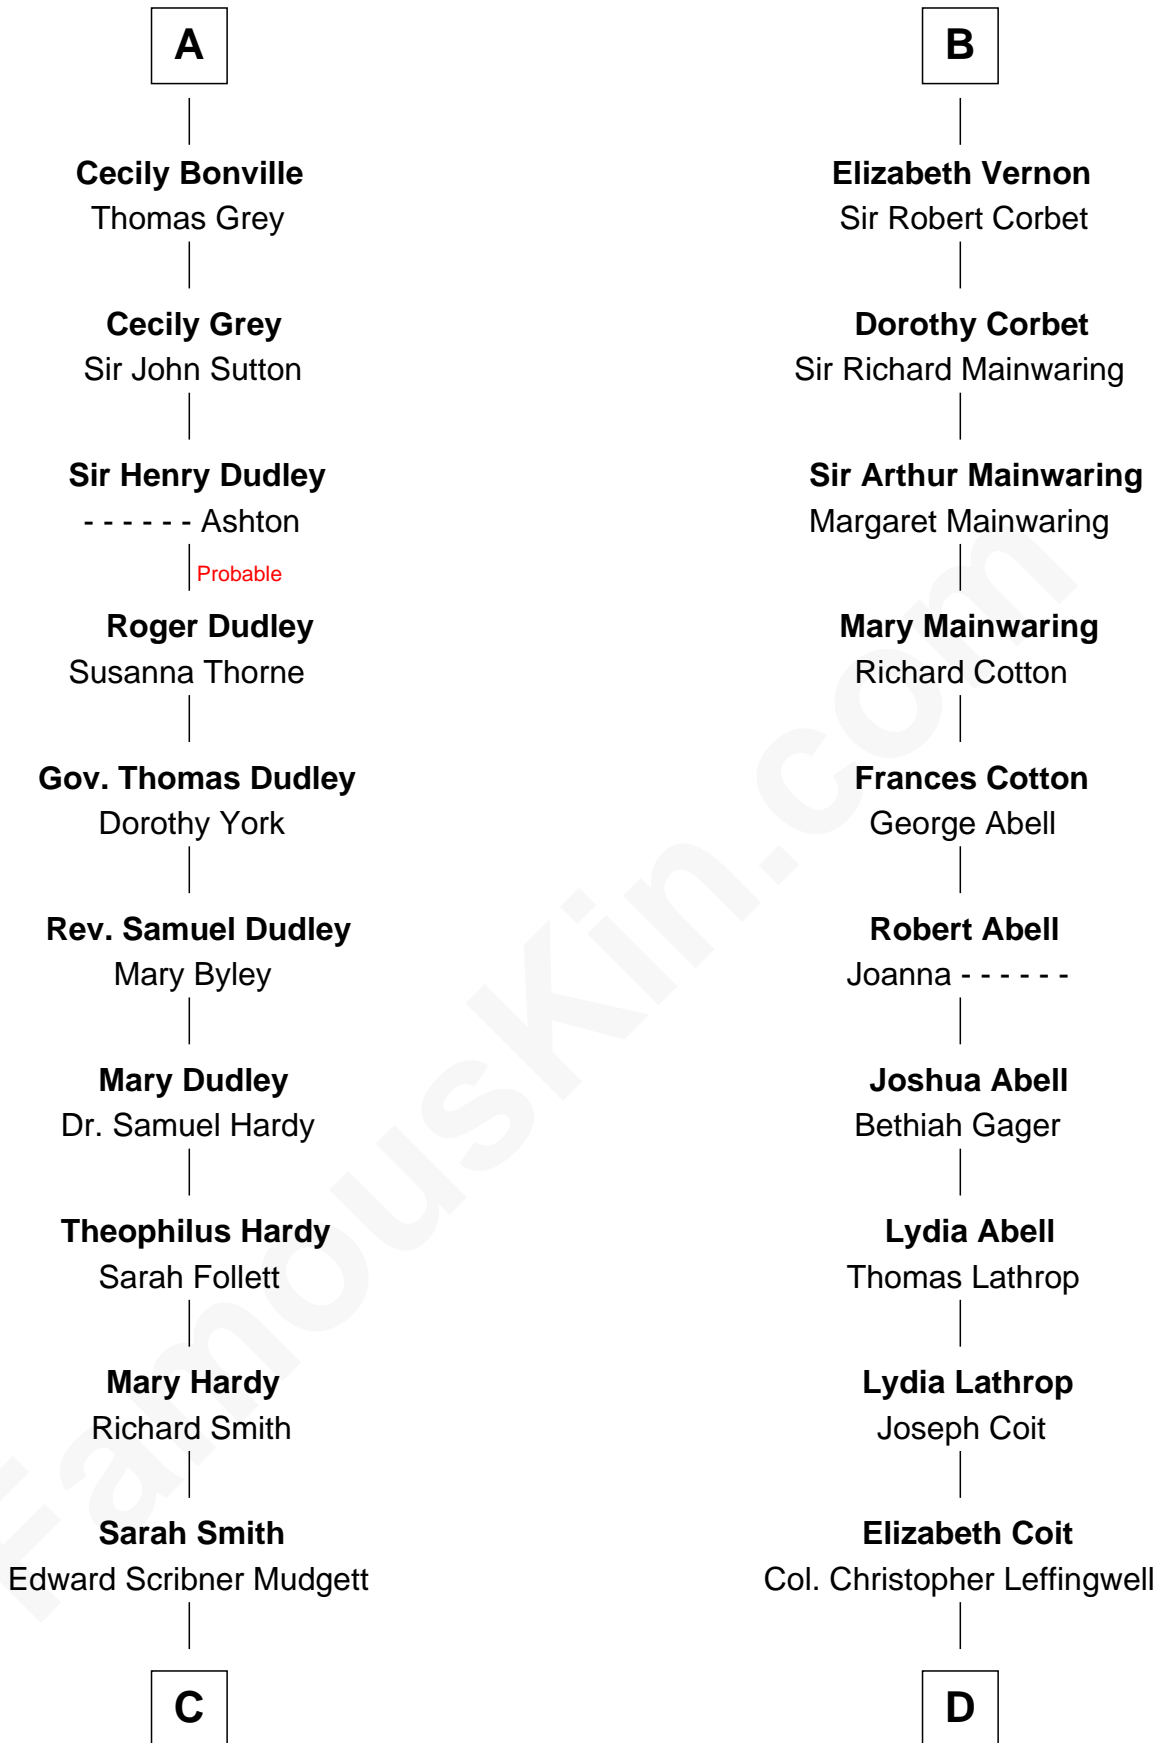 A
Cecily Bonville
Thomas Grey
Cecily Grey
Sir John Sutton
Sir Henry Dudley
- - - - - - Ashton
Probable
Roger Dudley
Susanna Thorne
Gov. Thomas Dudley
Dorothy York
Rev. Samuel Dudley
Mary Byley
Mary Dudley
Dr. Samuel Hardy
Theophilus Hardy
Sarah Follett
Mary Hardy
Richard Smith
Sarah Smith
Edward Scribner Mudgett
C
B
Elizabeth Vernon
Sir Robert Corbet
Dorothy Corbet
Sir Richard Mainwaring
Sir Arthur Mainwaring
Margaret Mainwaring
Mary Mainwaring
Richard Cotton
Frances Cotton
George Abell
Robert Abell
Joanna - - - - - -
Joshua Abell
Bethiah Gager
Lydia Abell
Thomas Lathrop
Lydia Lathrop
Joseph Coit
Elizabeth Coit
Col. Christopher Leffingwell
D
FamousKin.com